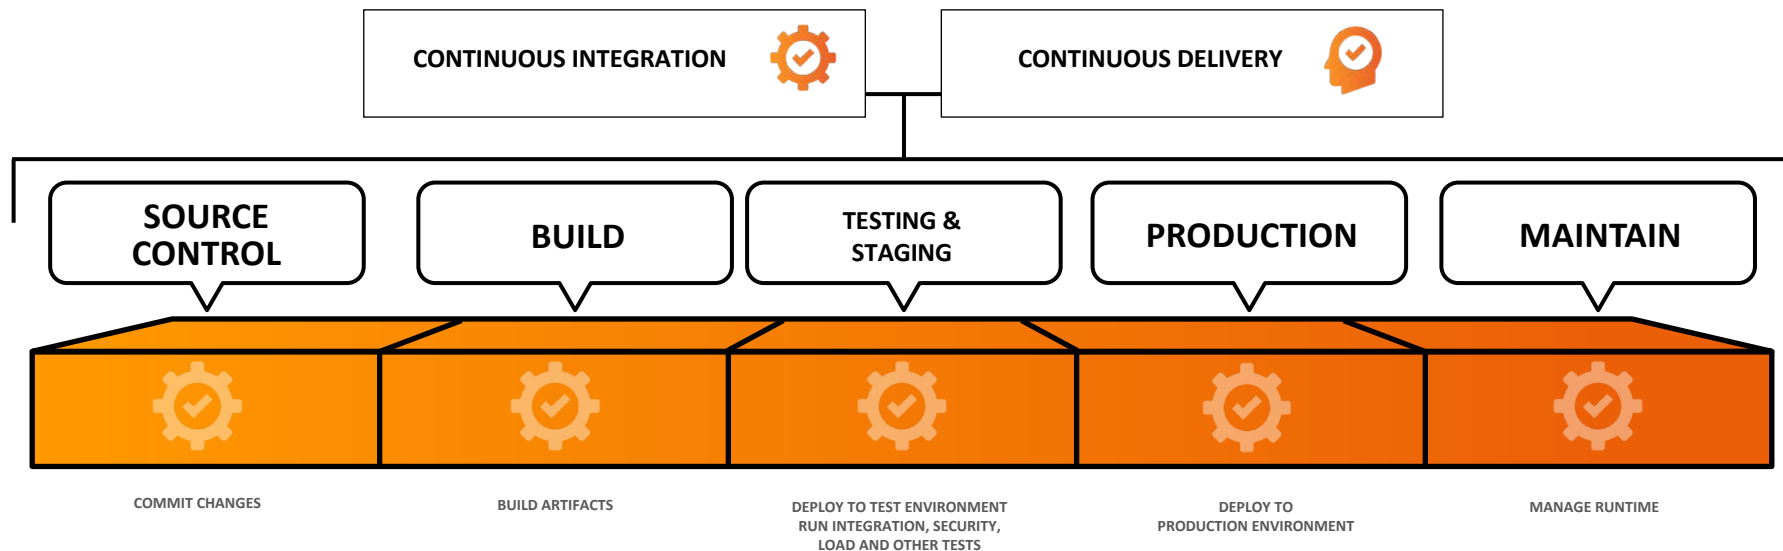 CONTINUOUS INTEGRATION
CONTINUOUS DELIVERY
SOURCE
CONTROL
BUILD
TESTING &
STAGING
PRODUCTION
MAINTAIN
COMMIT CHANGES
BUILD ARTIFACTS
DEPLOY TO TEST ENVIRONMENT
RUN INTEGRATION, SECURITY,
LOAD AND OTHER TESTS
DEPLOY TO
PRODUCTION ENVIRONMENT
MANAGE RUNTIME